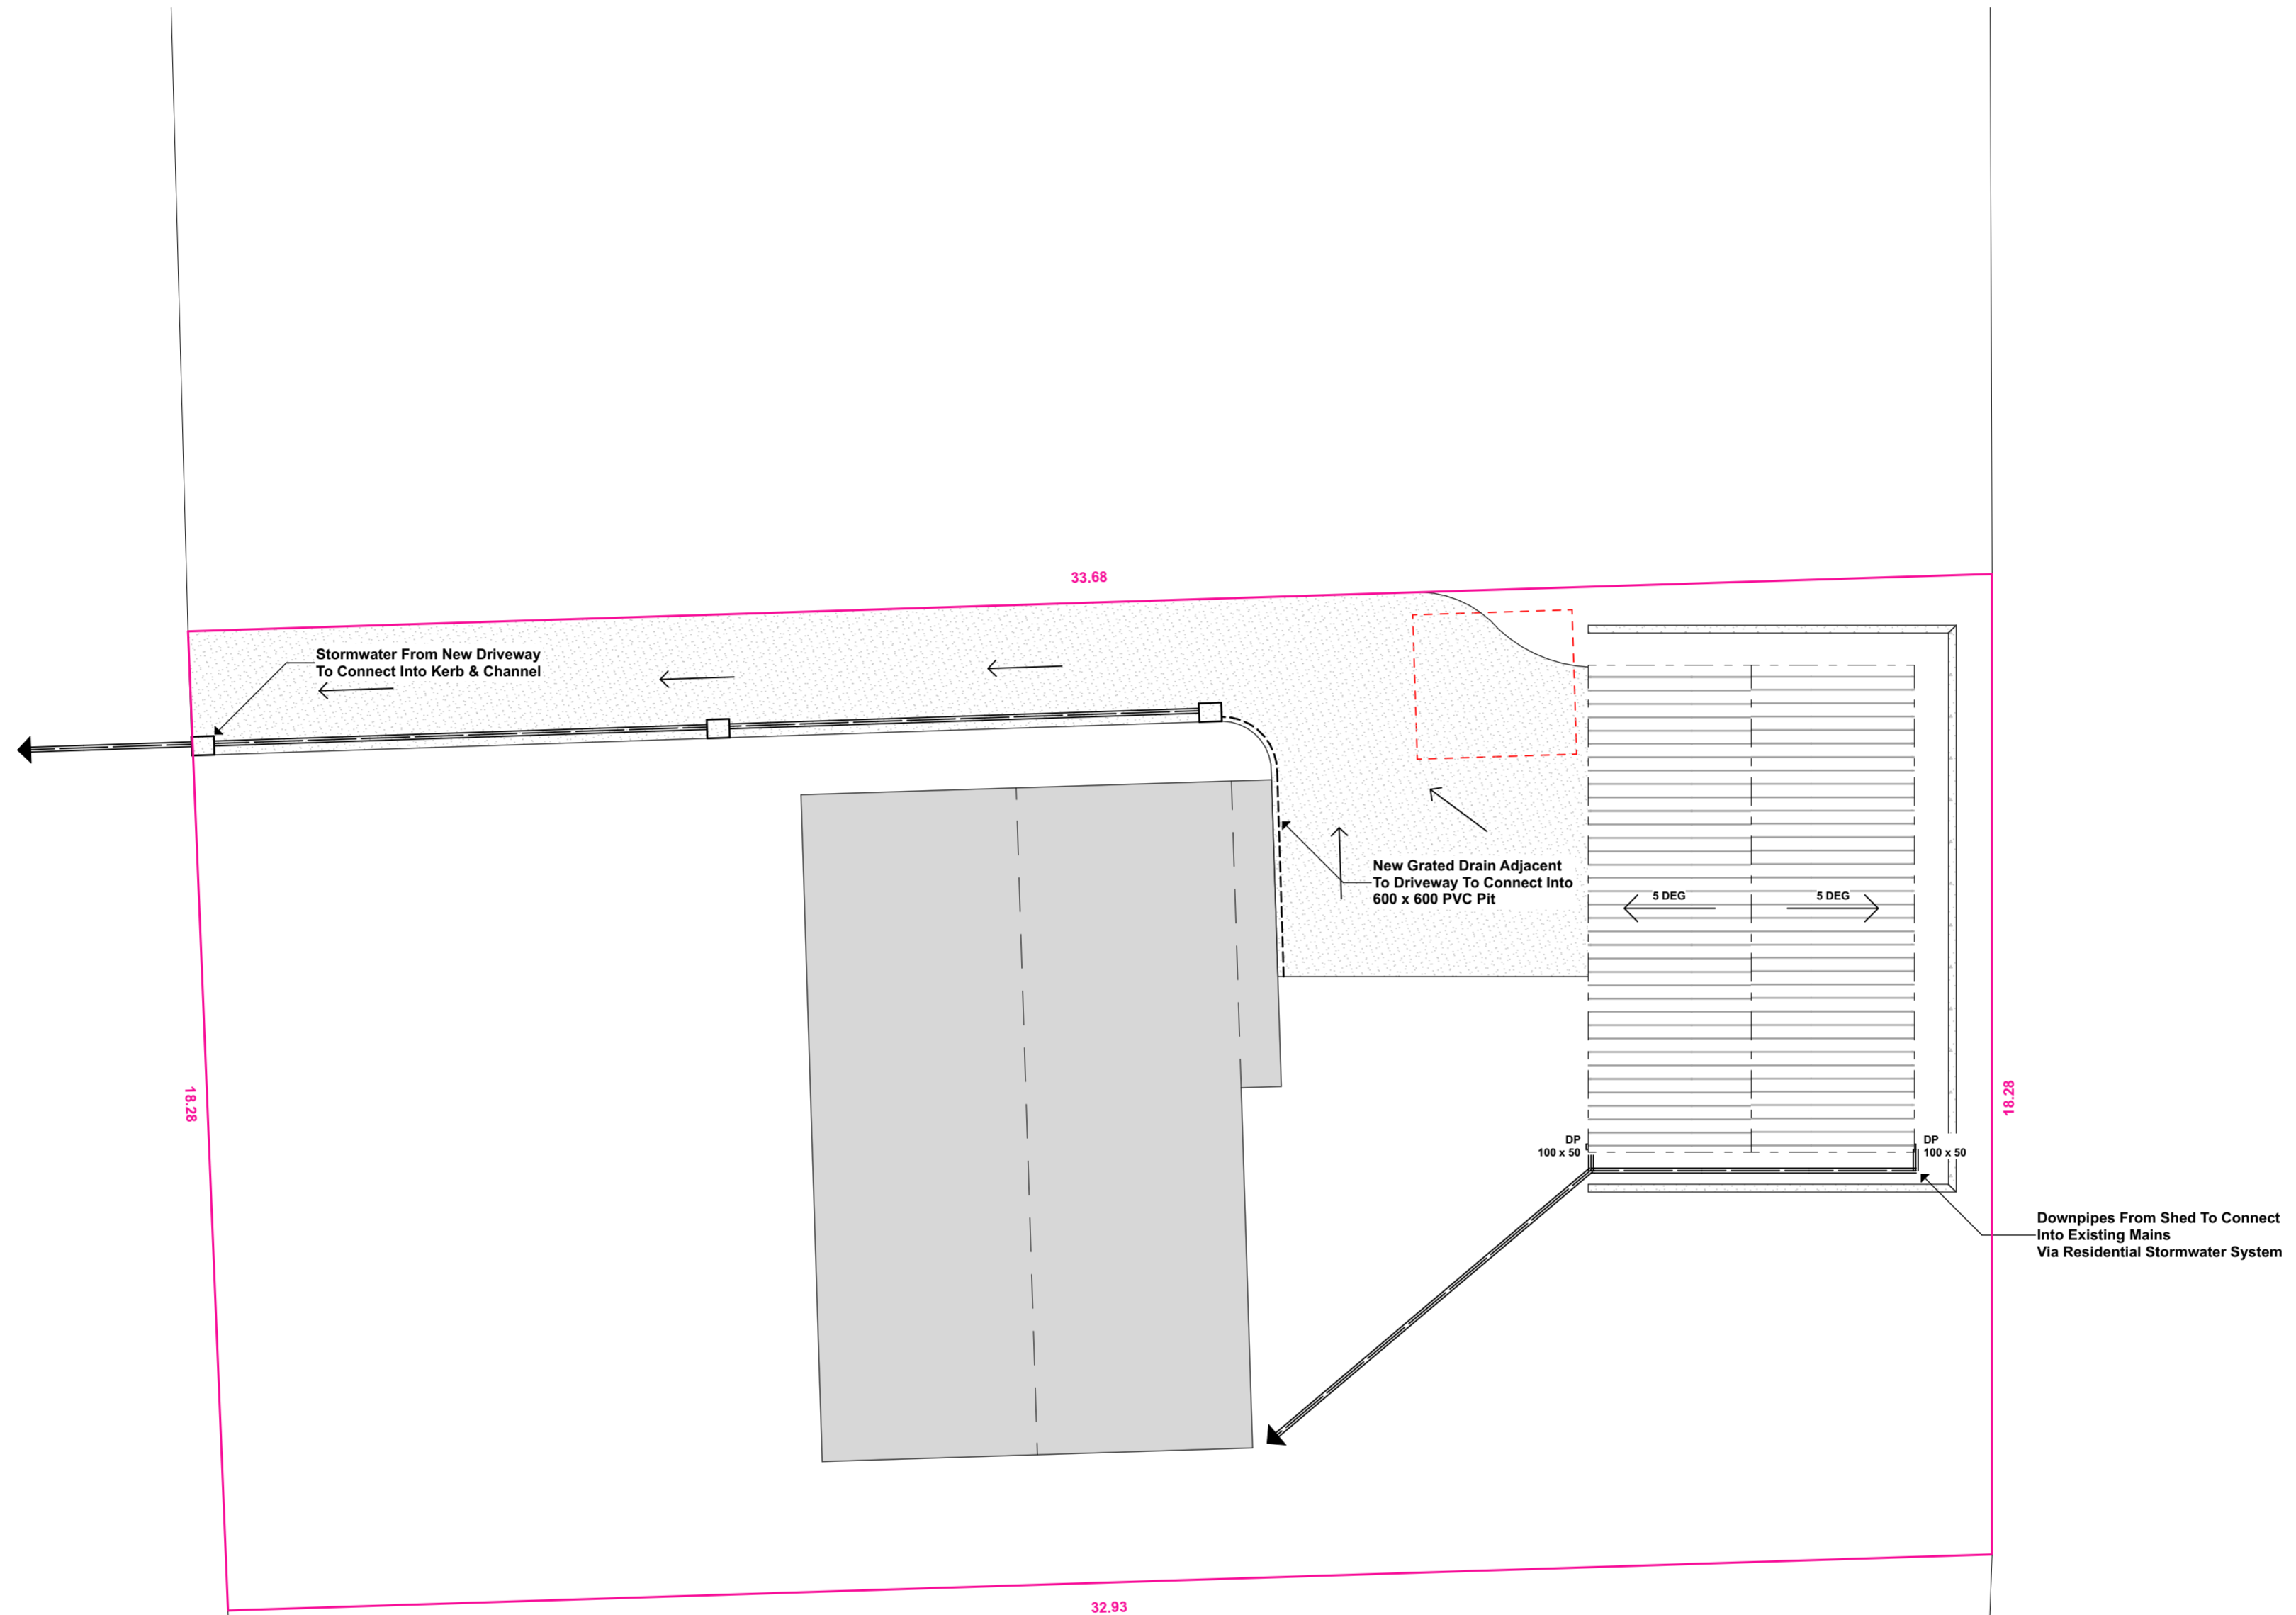 33.68
Stormwater From New Driveway
To Connect Into Kerb & Channel
New Grated Drain Adjacent
To Driveway To Connect Into
600 x 600 PVC Pit
5 DEG
5 DEG
18.28
18.28
DP
100 x 50
DP
100 x 50
Downpipes From Shed To Connect
Into Existing Mains
Via Residential Stormwater System
32.93